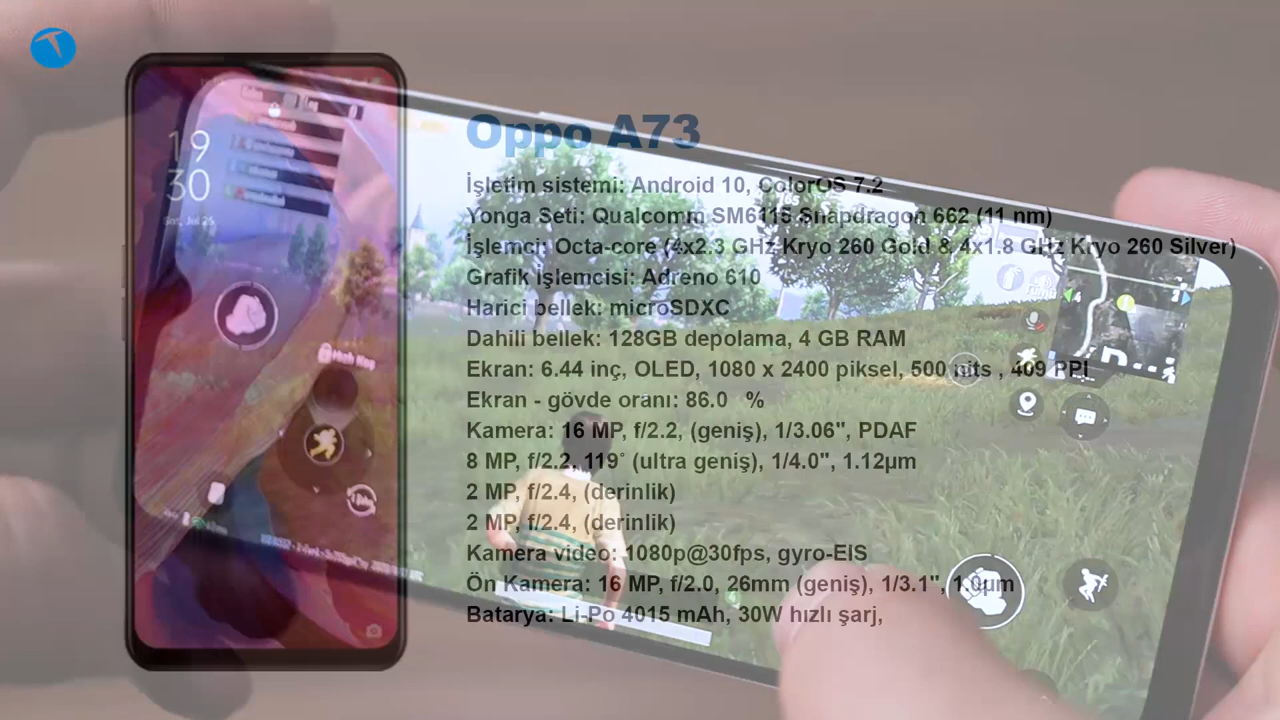 Oppo A73
İşletim sistemi: Android 10, ColorOS 7.2
Yonga Seti: Qualcomm SM6115 Snapdragon 662 (11 nm)
İşlemci: Octa-core (4x2.3 GHz Kryo 260 Gold & 4x1.8 GHz Kryo 260 Silver)
Grafik işlemcisi: Adreno 610
Harici bellek: microSDXC
Dahili bellek: 128GB depolama, 4 GB RAM
Ekran: 6.44 inç, OLED, 1080 x 2400 piksel, 500 nits , 409 PPI
Ekran - gövde oranı: 86.0 %
Kamera: 16 MP, f/2.2, (geniş), 1/3.06", PDAF
8 MP, f/2.2, 119˚ (ultra geniş), 1/4.0", 1.12µm
2 MP, f/2.4, (derinlik)
2 MP, f/2.4, (derinlik)
Kamera video: 1080p@30fps, gyro-EIS
Ön Kamera: 16 MP, f/2.0, 26mm (geniş), 1/3.1", 1.0µm
Batarya: Li-Po 4015 mAh, 30W hızlı şarj,
19
30
Sat, Jul 25